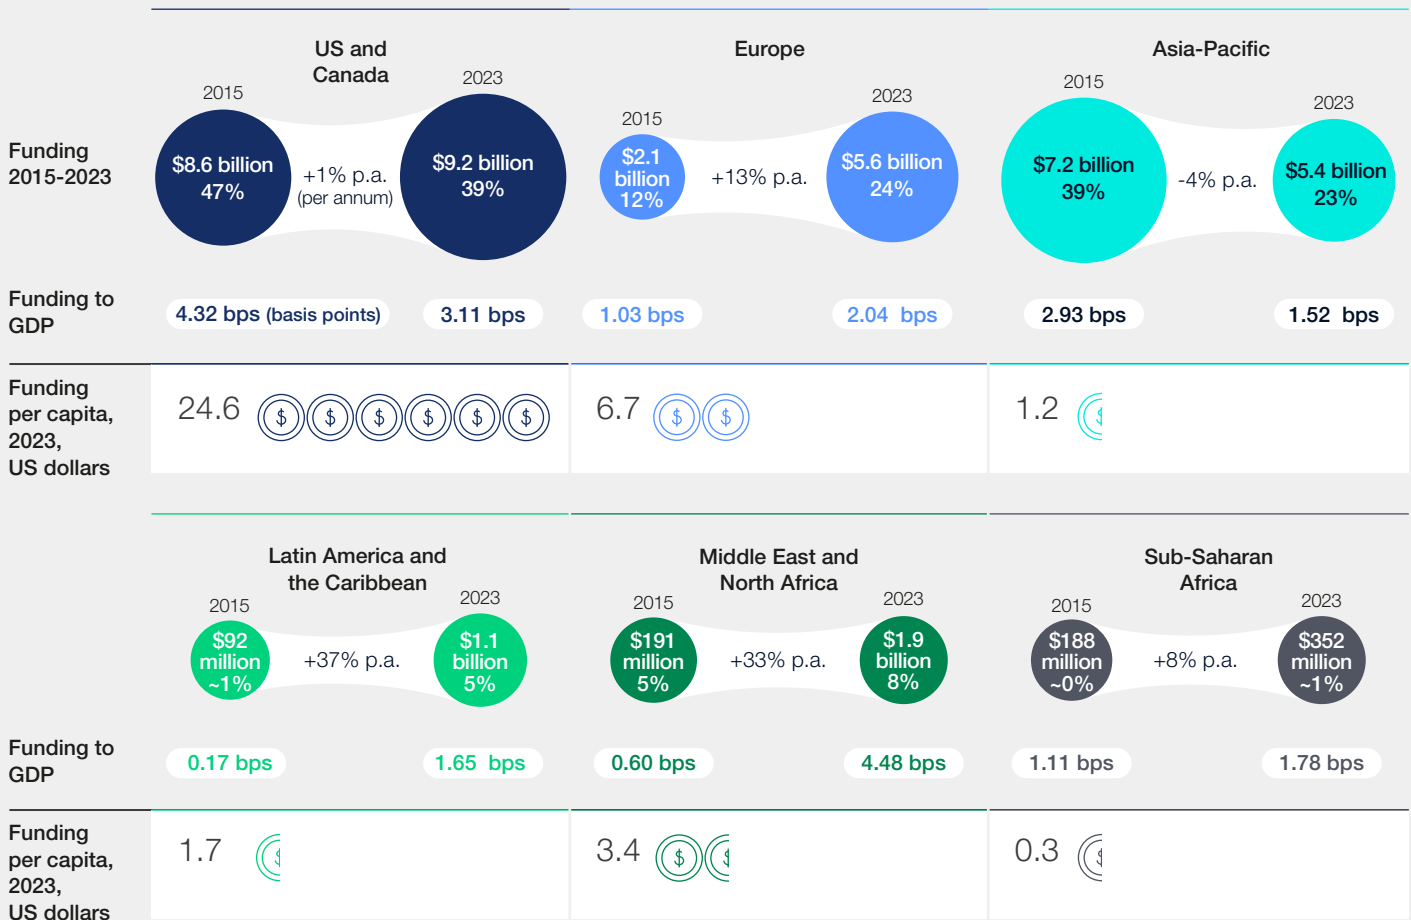 US and
Canada
Europe
Asia-Pacific
Funding
2015-2023
2015
$8.6 billion
47%
+1% p.a.
(per annum)
2023
$9.2 billion
39%
2015
$2.1
billion
12%
+13% p.a.
2023
$5.6 billion
24%
2015
$7.2 billion
39%
-4% p.a.
2023
$5.4 billion
23%
Funding to
GDP
4.32 bps (basis points)
3.11 bps
1.03 bps
2.04 bps
2.93 bps
1.52 bps
Funding
per capita,
2023,
US dollars
24.6 $ $ $ $ $ $
6.7 $ $
1.2 $
Latin America and
the Caribbean
Middle East and
North Africa
Sub-Saharan
Africa
2015
$92
million
~1%
+37% p.a.
2023
$1.1
billion
5%
2015
$191
million
5%
+33% p.a.
2023
$1.9
billion
8%
2015
$188
million
~0%
+8% p.a.
2023
$352
million
~1%
Funding to
GDP
0.17 bps
1.65 bps
0.60 bps
4.48 bps
1.11 bps
1.78 bps
Funding
per capita,
2023,
US dollars
1.7 $
3.4 $ $
0.3 $